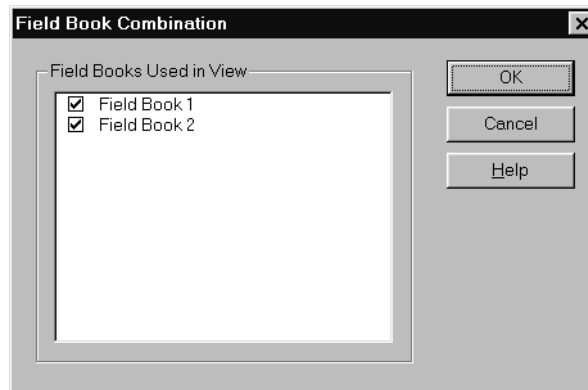 Field Book Combination
Field Books Used in View
Field Book 1
Field Book 2
OK
Cancel
Help